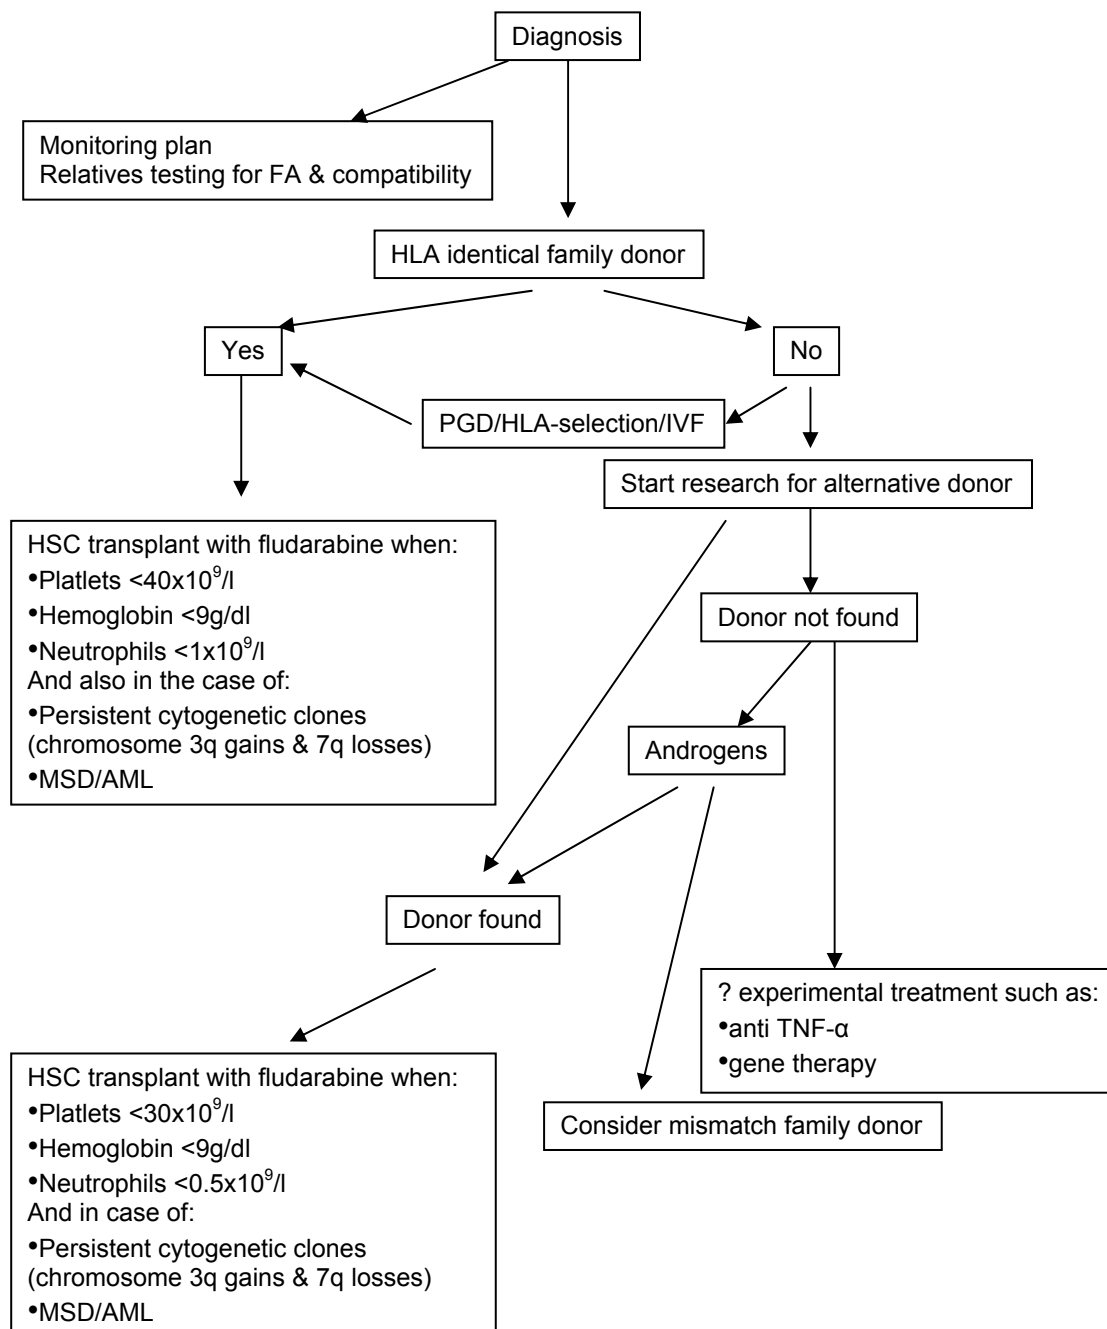 Diagnosis
Monitoring plan
Relatives testing for FA & compatibility
HLA identical family donor
Yes
No
PGD/HLA-selection/IVF
Start research for alternative donor
HSC transplant with fludarabine when:
•Platlets <40x10⁹/l
•Hemoglobin <9g/dl
•Neutrophils <1x10⁹/l
And also in the case of:
•Persistent cytogenetic clones
(chromosome 3q gains & 7q losses)
•MSD/AML
Donor not found
Androgens
Donor found
? experimental treatment such as:
•anti TNF-α
•gene therapy
Consider mismatch family donor
HSC transplant with fludarabine when:
•Platlets <30x10⁹/l
•Hemoglobin <9g/dl
•Neutrophils <0.5x10⁹/l
And in case of:
•Persistent cytogenetic clones
(chromosome 3q gains & 7q losses)
•MSD/AML